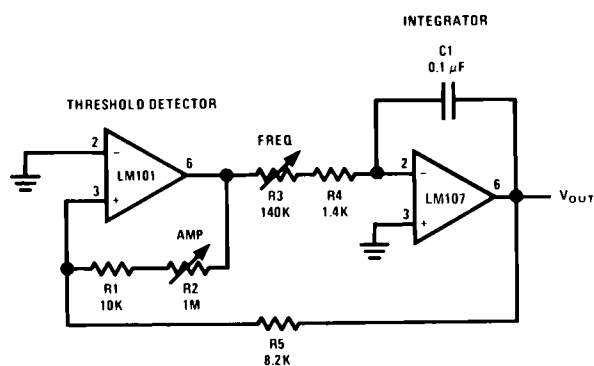 INTEGRATOR
C1
0.1 µF
THRESHOLD DETECTOR
2
−
LM101
6
3
+
FREQ
R3
140K
R4
1.4K
2
−
LM107
6
3
+
VOUT
AMP
R1
10K
R2
1M
R5
8.2K